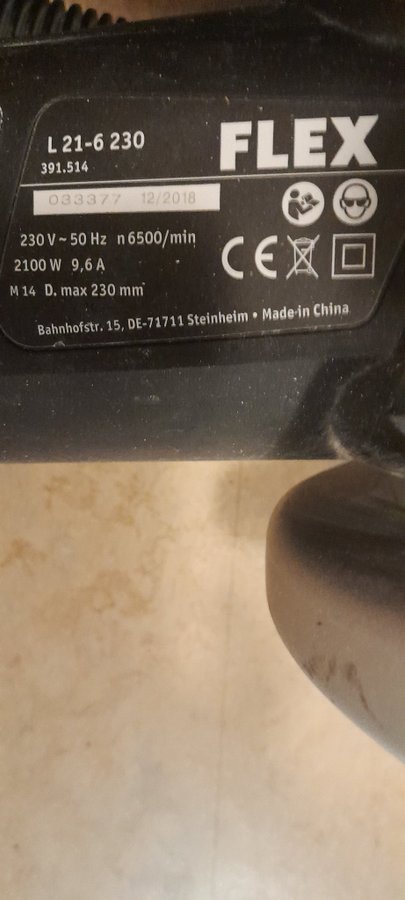 L 21-6 230
391.514
FLEX
033377 12/2018
230 V ~ 50 Hz n 6500/min
2100 W 9,6 A
M 14 D. max 230 mm
CE
Bahnhofstr. 15, DE-71711 Steinheim • Made in China